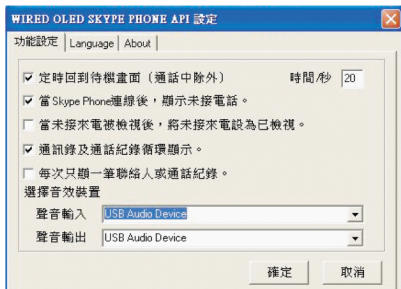 WIRED OLED SKYPE PHONE API 設定
功能設定 Language About
定時回到待機畫面（通話中除外） 時間/秒 20
當Skype Phone連線後，顯示未接電話。
當未接來電被檢視後，將未接來電設為已檢視。
通訊錄及通話紀錄循環顯示。
每次只顯一筆聯絡人或通話紀錄。
選擇音效裝置
聲音輸入 USB Audio Device
聲音輸出 USB Audio Device
確定 取消